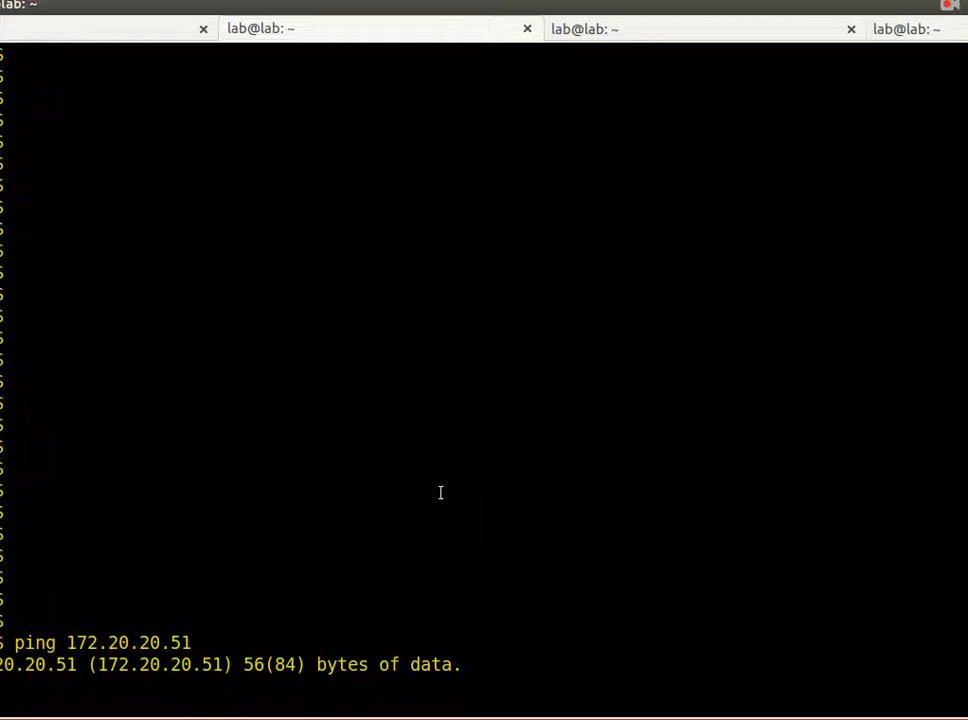 lab: ~
lab@lab: ~
lab@lab: ~
lab@lab: ~
$ ping 172.20.20.51
20.20.51 (172.20.20.51) 56(84) bytes of data.